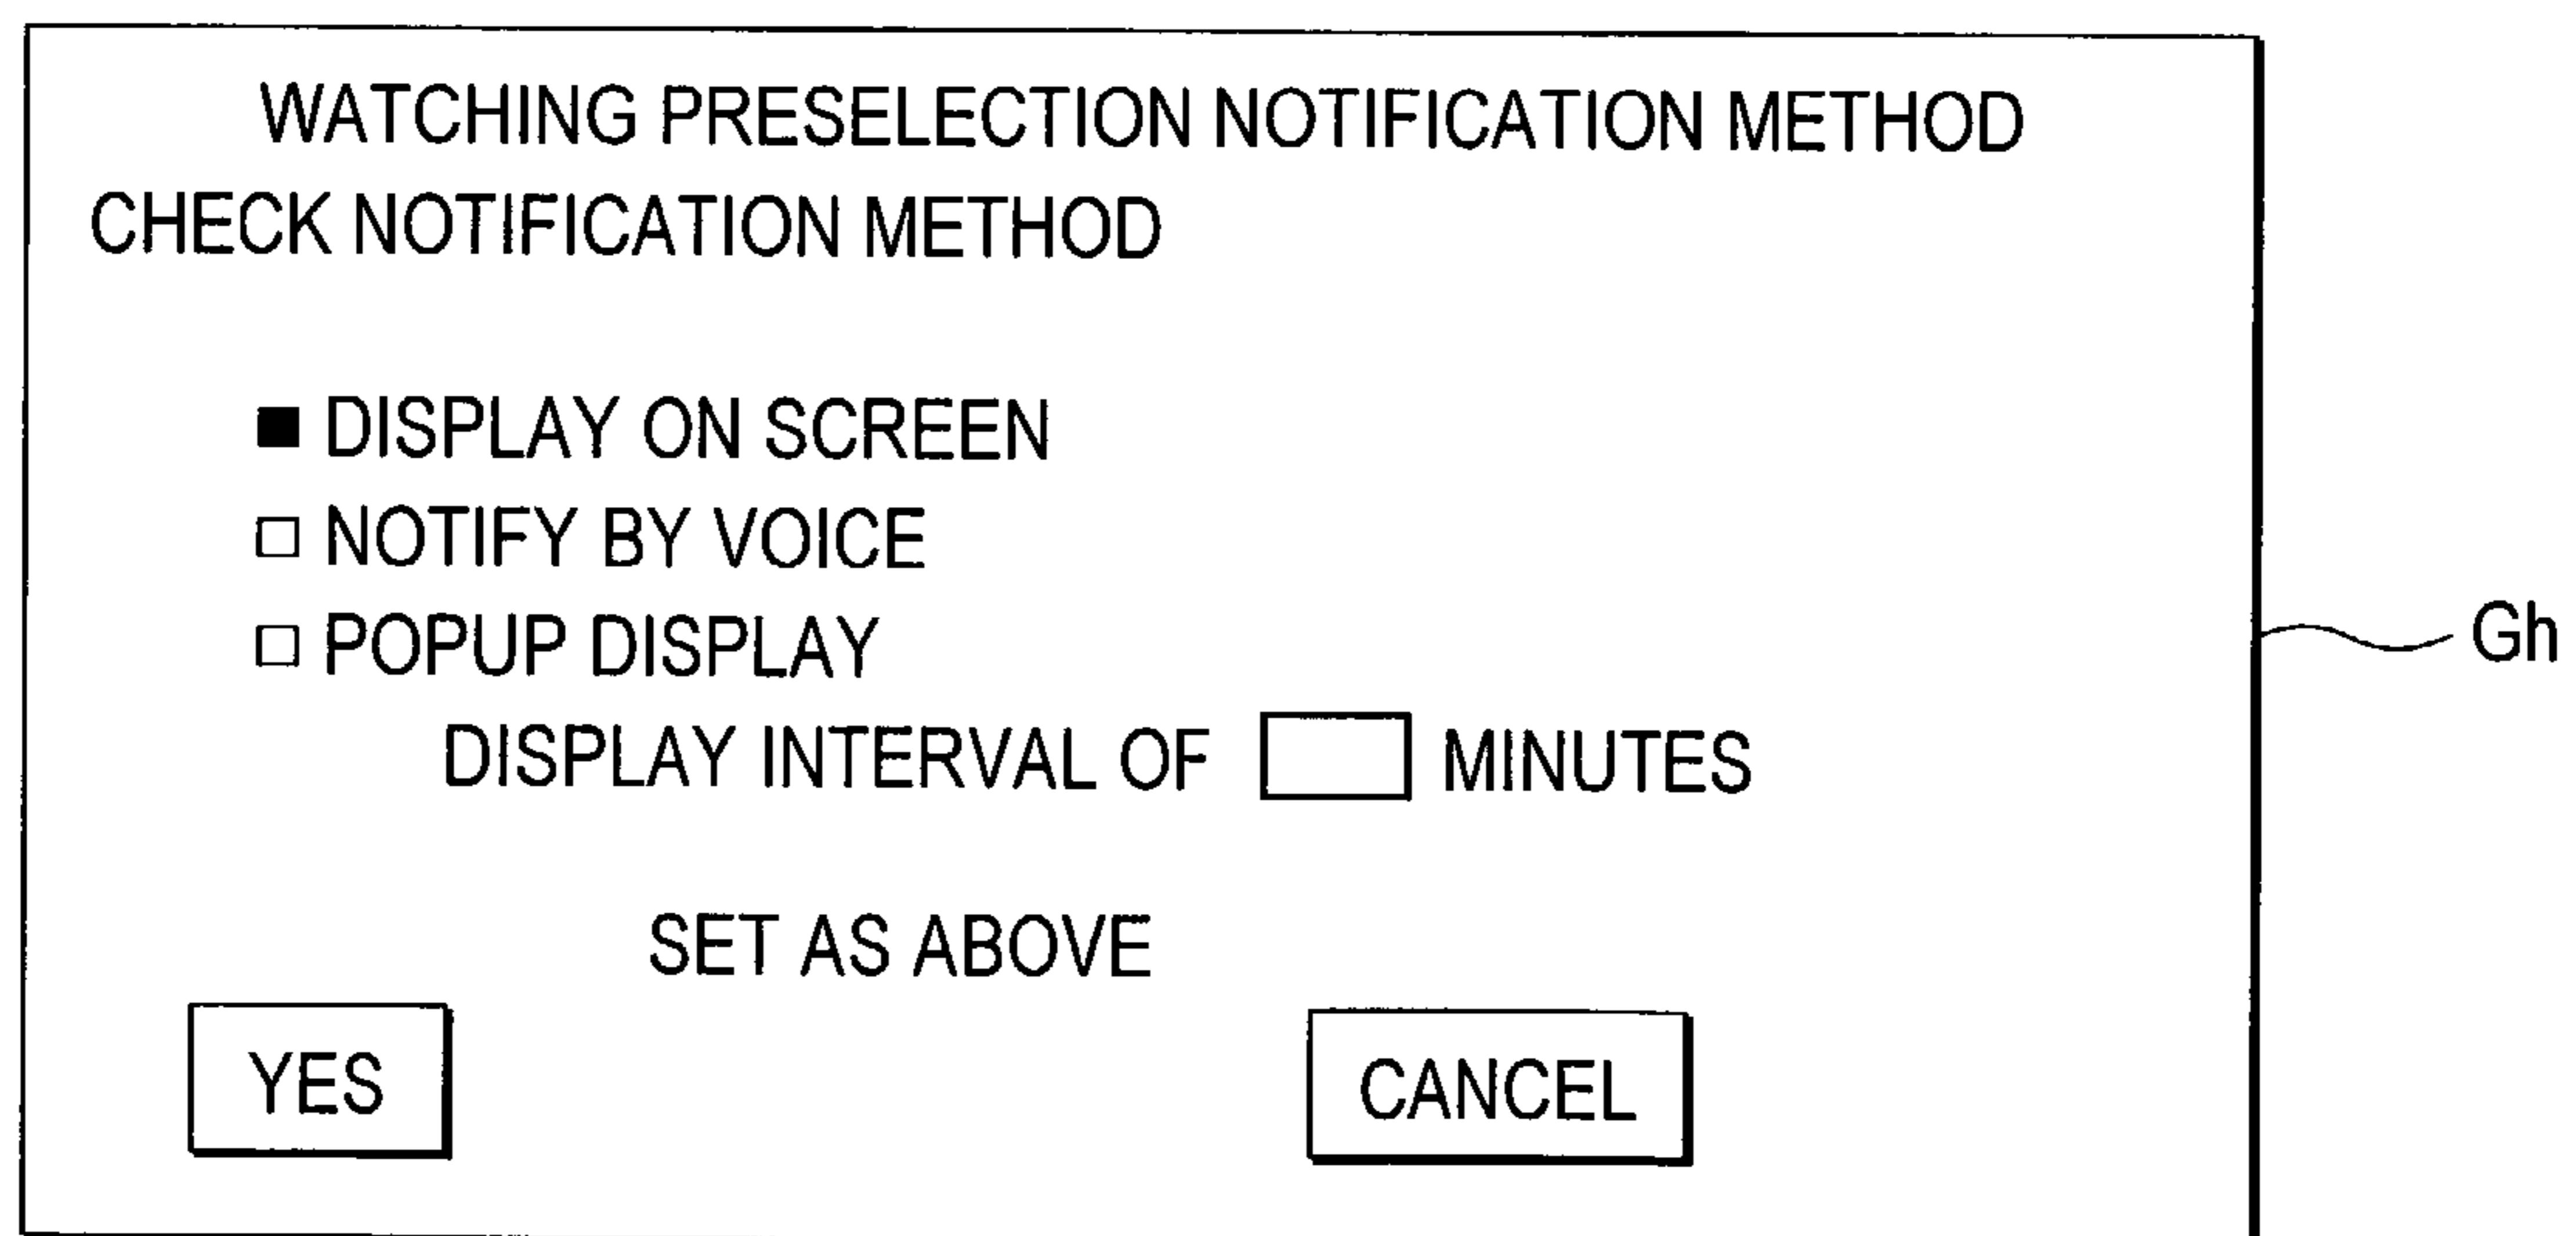 WATCHING PRESELECTION NOTIFICATION METHOD
CHECK NOTIFICATION METHOD
■ DISPLAY ON SCREEN
□ NOTIFY BY VOICE
□ POPUP DISPLAY
Gh
DISPLAY INTERVAL OF MINUTES
SET AS ABOVE
YES CANCEL